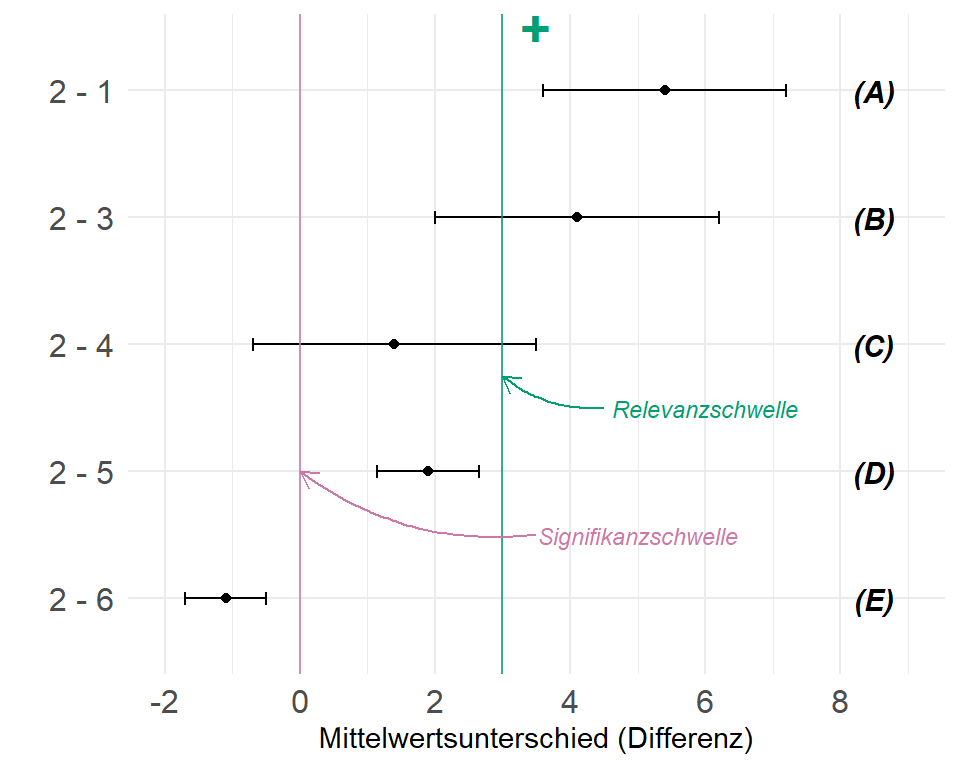 +
2 - 1
(A)
2 - 3
(B)
2 - 4
(C)
Relevanzschwelle
2 - 5
(D)
Signifikanzschwelle
2 - 6
(E)
-2 0 2 4 6 8
Mittelwertsunterschied (Differenz)